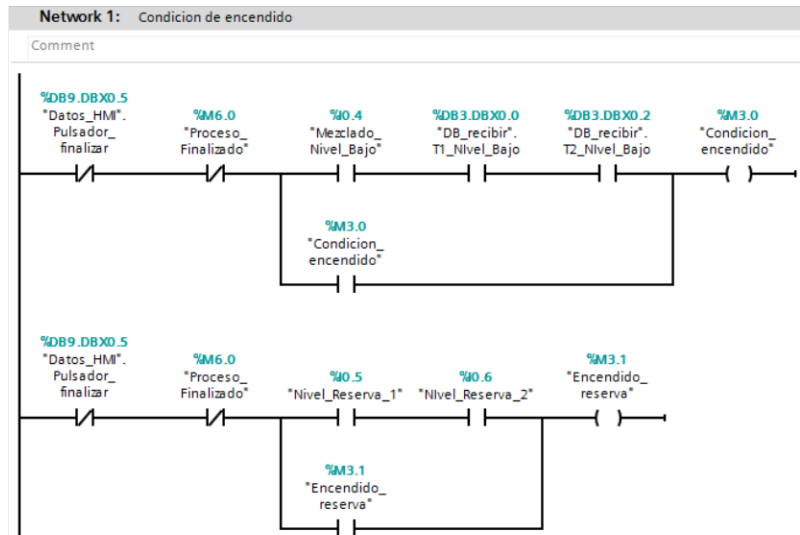 Network 1: Condicion de encendido
Comment
%DB9.DBX0.5
"Datos_HMI".
Pulsador_
finalizar
%M6.0
"Proceso_
Finalizado"
%I0.4
"Mezclado_
Nivel_Bajo"
%DB3.DBX0.0
"DB_recibir".
T1_NIvel_Bajo
%DB3.DBX0.2
"DB_recibir".
T2_NIvel_Bajo
%M3.0
"Condicion_
encendido"
%M3.0
"Condicion_
encendido"
%DB9.DBX0.5
"Datos_HMI".
Pulsador_
finalizar
%M6.0
"Proceso_
Finalizado"
%I0.5
"Nivel_Reserva_1"
%I0.6
"NIvel_Reserva_2"
%M3.1
"Encendido_
reserva"
%M3.1
"Encendido_
reserva"